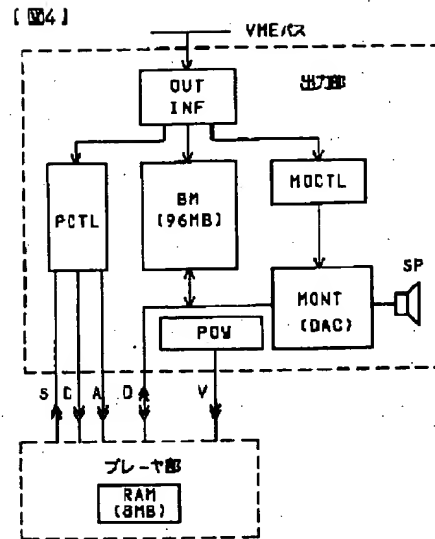 [図4]
VMEバス
OUT
INF
出力部
PCTL
BM
(96MB)
MOCTL
SP
MONT
(DAC)
POW
S C A D V
プレーヤ部
RAM
(8MB)